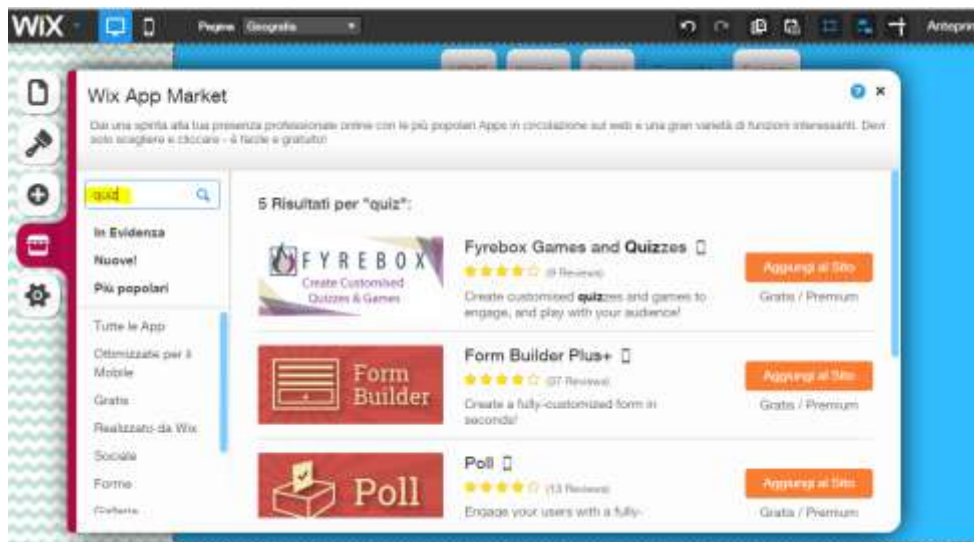 WiX
Pagina Geografia
Wix App Market
Dai una spinta alla tua presenza professionale online con le più popolari Apps in circolazione sul web e una gran varietà di funzioni interessanti. Devi
solo scegliere e cliccare - è facile e gratuito!
quiz
In Evidenza
Nuove!
Più popolari
Tutte le App
Ottimizzate per il
Mobile
Gratis
Realizzato da Wix
Sociale
Forme
Galleria
5 Risultati per "quiz":
FYREBOX
Create Customised
Quizzes & Games
Fyrebox Games and Quizzes
(9 Reviews)
Create customised quizzes and games to
engage, and play with your audience!
Aggiungi al Sito
Gratis / Premium
Form
Builder
Form Builder Plus+
(37 Reviews)
Create a fully-customized form in
seconds!
Aggiungi al Sito
Gratis / Premium
Poll
Poll
(13 Reviews)
Engage your users with a fully-
Aggiungi al Sito
Gratis / Premium